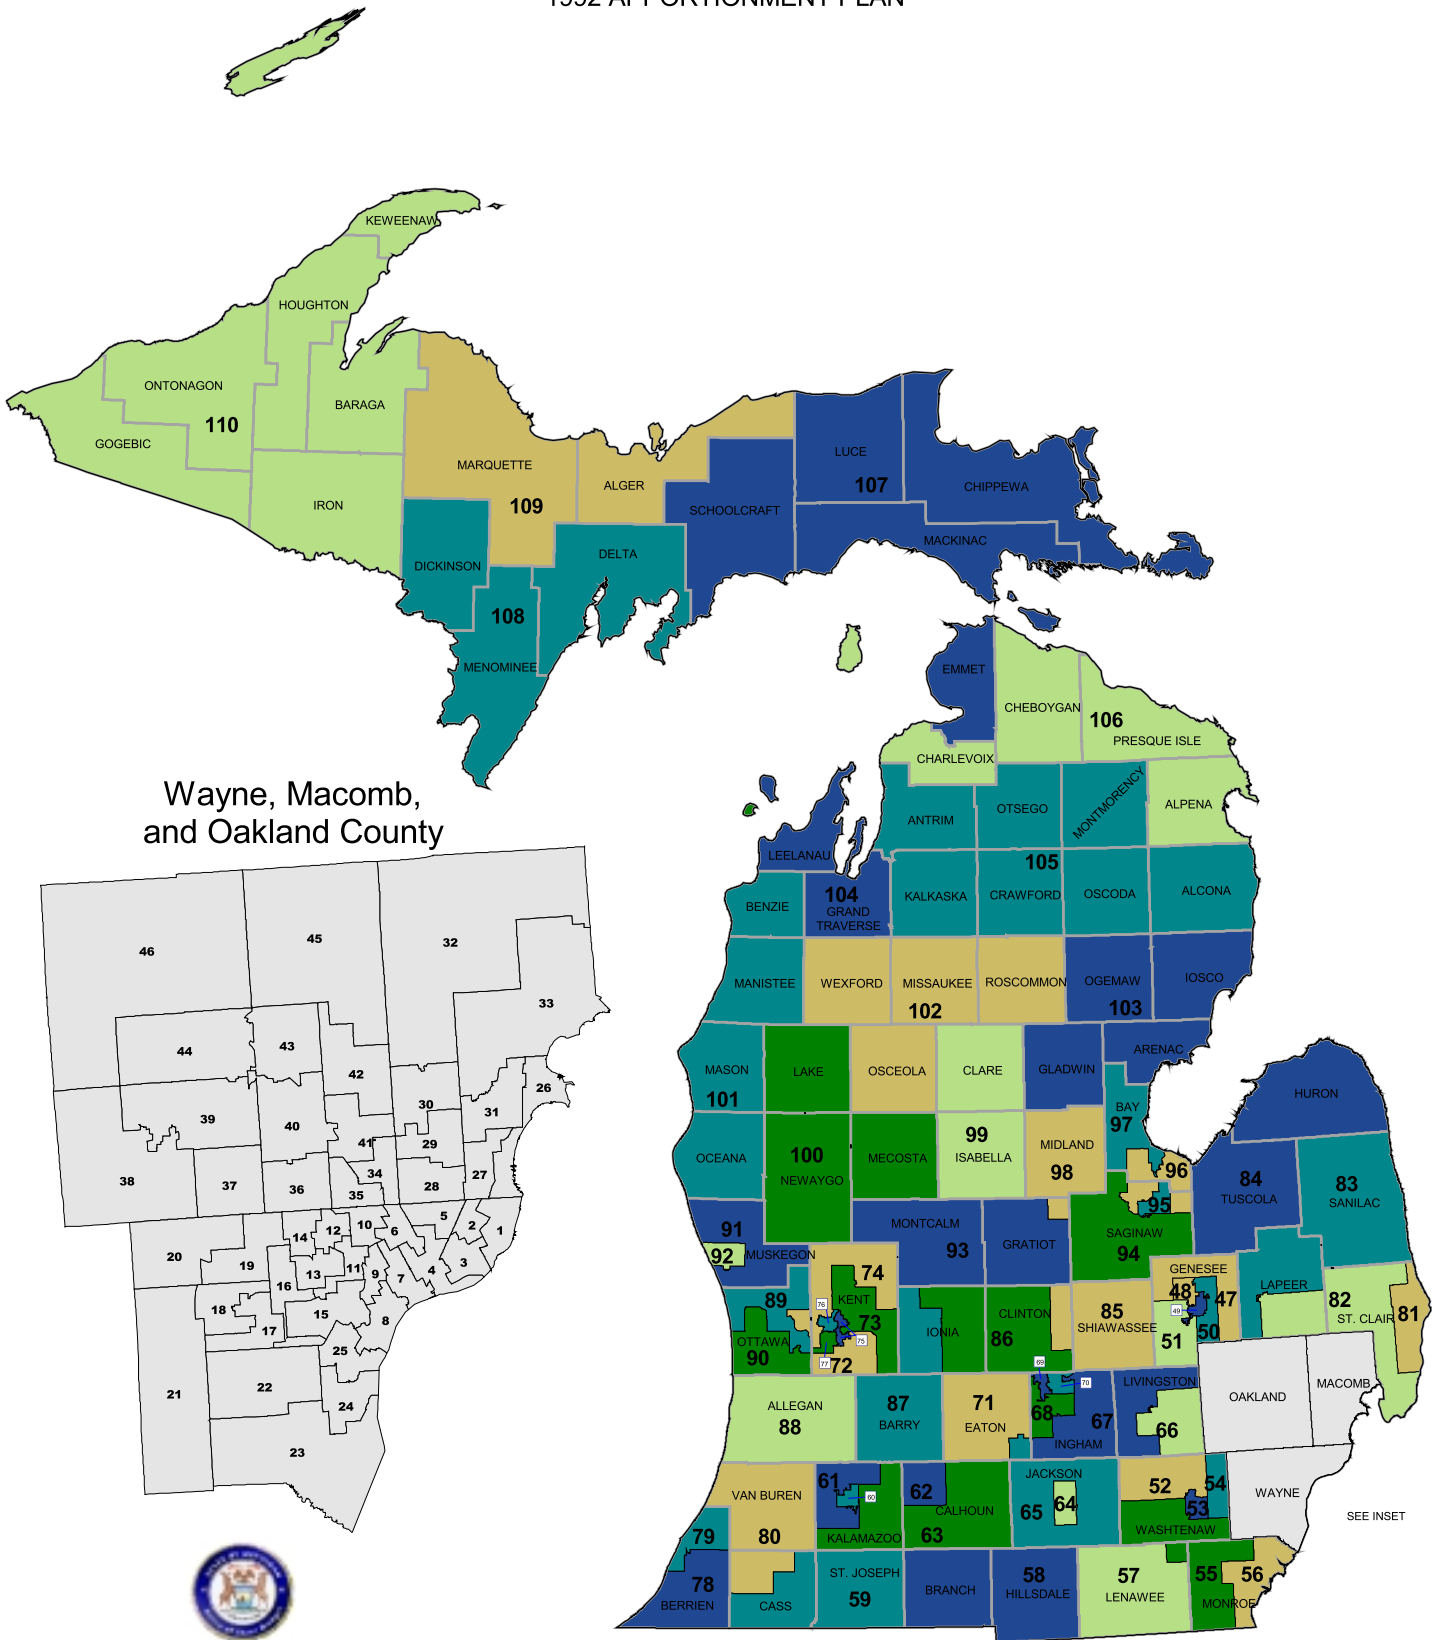 1992 APPORTIONMENT PLAN
KEWEENAW
HOUGHTON
ONTONAGON
BARAGA
110
GOGEBIC
LUCE
MARQUETTE
107
ALGER
CHIPPEWA
IRON
109
SCHOOLCRAFT
MACKINAC
DELTA
DICKINSON
108
MENOMINEE
EMMET
CHEBOYGAN
106
PRESQUE ISLE
CHARLEVOIX
Wayne, Macomb,
and Oakland County
OTSEGO
MONTMORENCY
ALPENA
ANTRIM
LEELANAU
105
104
KALKASKA
CRAWFORD
OSCODA
ALCONA
BENZIE
GRAND
TRAVERSE
46
45
32
33
44
43
42
26
39
40
30
31
41
29
38
37
36
34
35
28
27
20
14
12
10
6
5
2
1
19
16
13
11
9
7
4
3
18
17
15
8
25
21
22
24
23
MANISTEE
WEXFORD
MISSAUKEE
ROSCOMMON
OGEMAW
IOSCO
102
103
ARENAC
MASON
LAKE
OSCEOLA
CLARE
GLADWIN
101
HURON
BAY
97
OCEANA
100
NEWAYGO
MECOSTA
99
ISABELLA
MIDLAND
98
96
84
TUSCOLA
83
SANILAC
95
91
MONTCALM
93
GRATIOT
SAGINAW
94
92
MUSKEGON
74
GENESEE
LAPEER
89
KENT
76
73
48
47
49
50
51
82
ST. CLAIR
81
OTTAWA
90
75
77
72
IONIA
CLINTON
86
85
SHIAWASSEE
69
70
LIVINGSTON
OAKLAND
MACOMB
ALLEGAN
88
87
BARRY
71
EATON
68
67
INGHAM
66
VAN BUREN
80
61
60
KALAMAZOO
62
CALHOUN
63
JACKSON
65
64
52
54
53
WASHTENAW
WAYNE
SEE INSET
79
78
BERRIEN
CASS
ST. JOSEPH
59
BRANCH
58
HILLSDALE
57
LENAWEE
55
56
MONROE